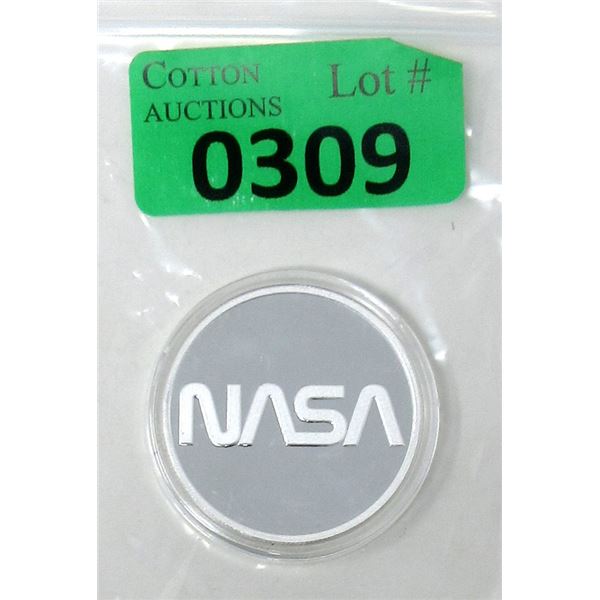 COTTON Lot #
AUCTIONS
0309
NASA